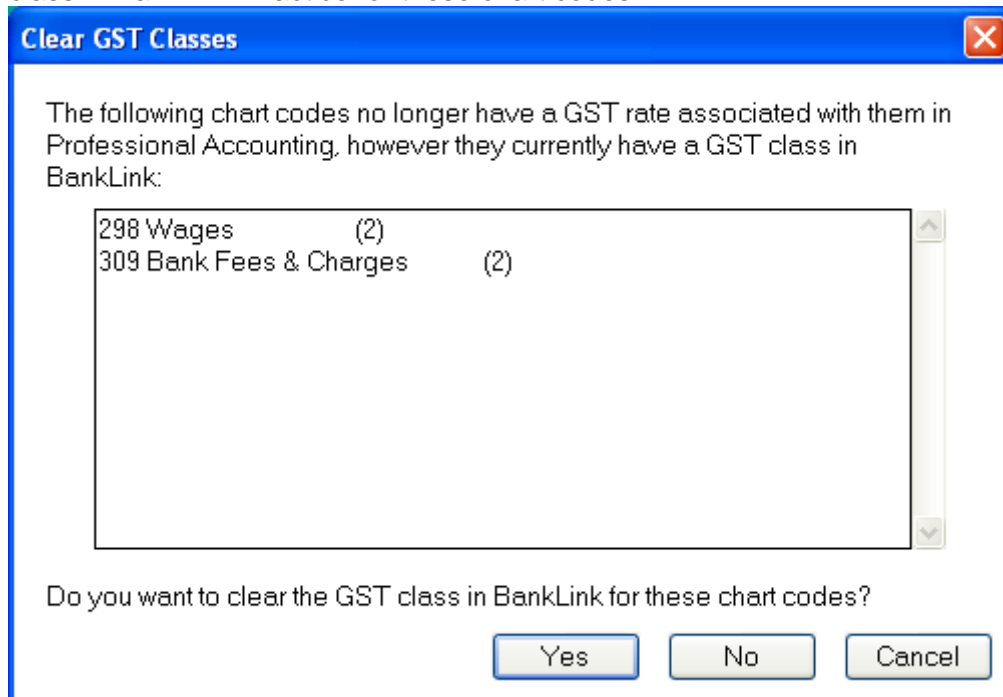 Clear GST Classes
The following chart codes no longer have a GST rate associated with them in
Professional Accounting, however they currently have a GST class in
BankLink:
298 Wages (2)
309 Bank Fees & Charges (2)
Do you want to clear the GST class in BankLink for these chart codes?
Yes No Cancel